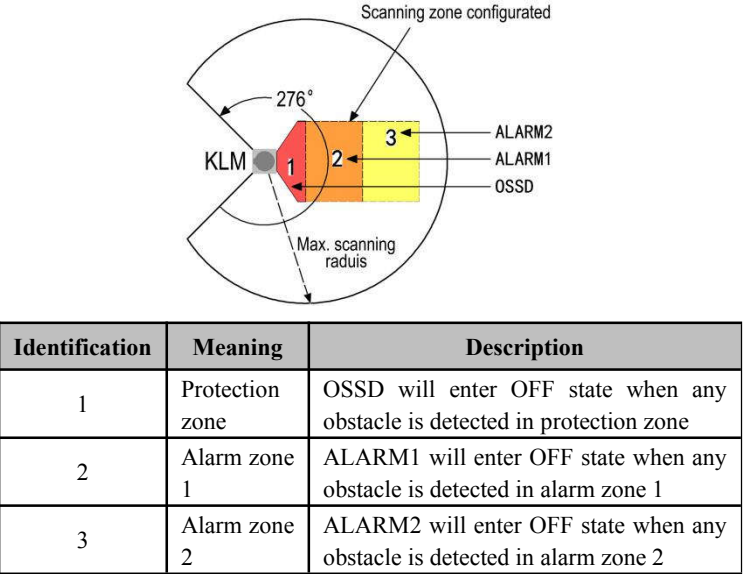 Scanning zone configurated
276°
KLM
1
2
3
ALARM2
ALARM1
OSSD
Max. scanning
raduis
Identification Meaning Description
1 Protection zone OSSD will enter OFF state when any obstacle is detected in protection zone
2 Alarm zone 1 ALARM1 will enter OFF state when any obstacle is detected in alarm zone 1
3 Alarm zone 2 ALARM2 will enter OFF state when any obstacle is detected in alarm zone 2